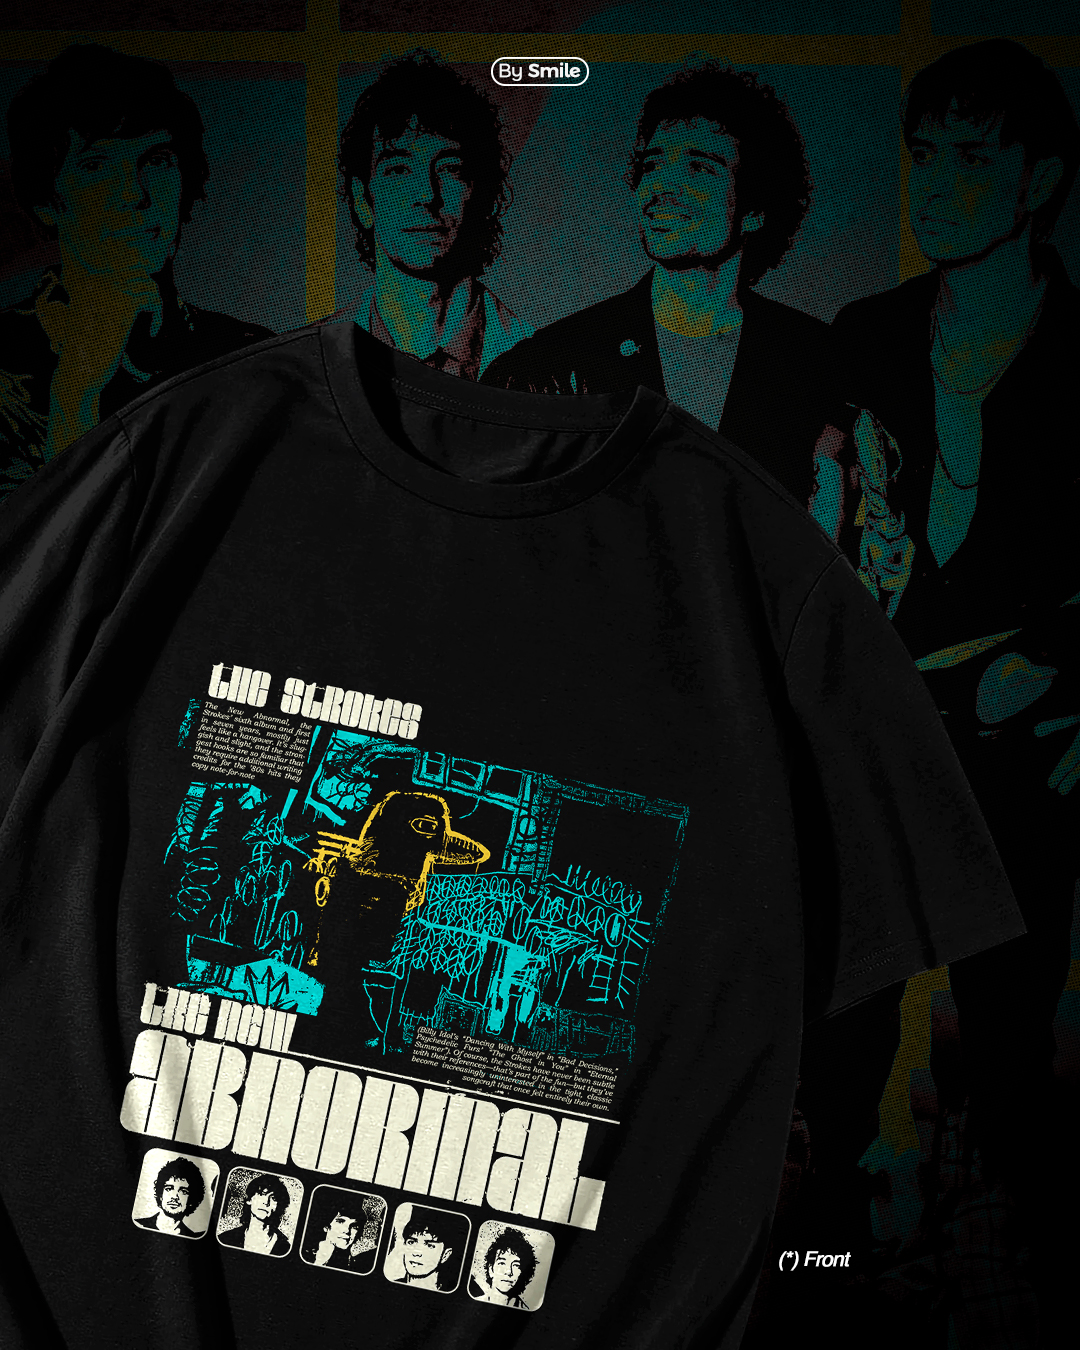 By Smile
the strokes
The New Abnormal, the
Strokes' sixth album and first
in seven years, mostly just
feels like a hangover. It's slug-
gish and slight, and the stron-
gest hooks are so familiar that
they require additional writing
credits for the '80s hits they
copy note-for-note
the new
(Billy Idol's "Dancing With Myself" in "Bad Decisions,"
Psychedelic Furs' "The Ghost in You" in "Eternal
Summer"). Of course, the Strokes have never been subtle
with their references—that's part of the fun—but they've
become increasingly uninterested in the tight, classic
songcraft that once felt entirely their own.
abnormal
(*) Front